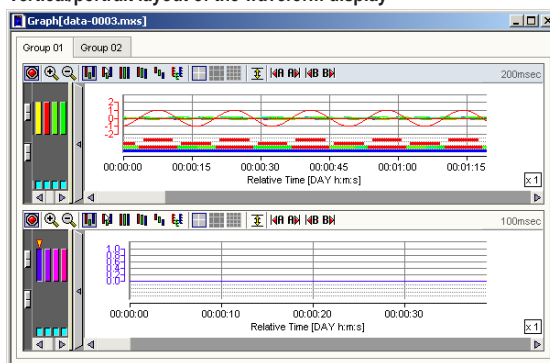 Vertical/portrait layout of the waveform display
Graph[data-0003.mxs]
Group 01 Group 02
200msec
2
1
0
-1
-2
00:00:00 00:00:15 00:00:30 00:00:45 00:01:00 00:01:15
Relative Time [DAY h:m:s]
x 1
100msec
1.0
0.8
0.6
0.4
0.2
0.0
00:00:00 00:00:10 00:00:20 00:00:30
Relative Time [DAY h:m:s]
x 1